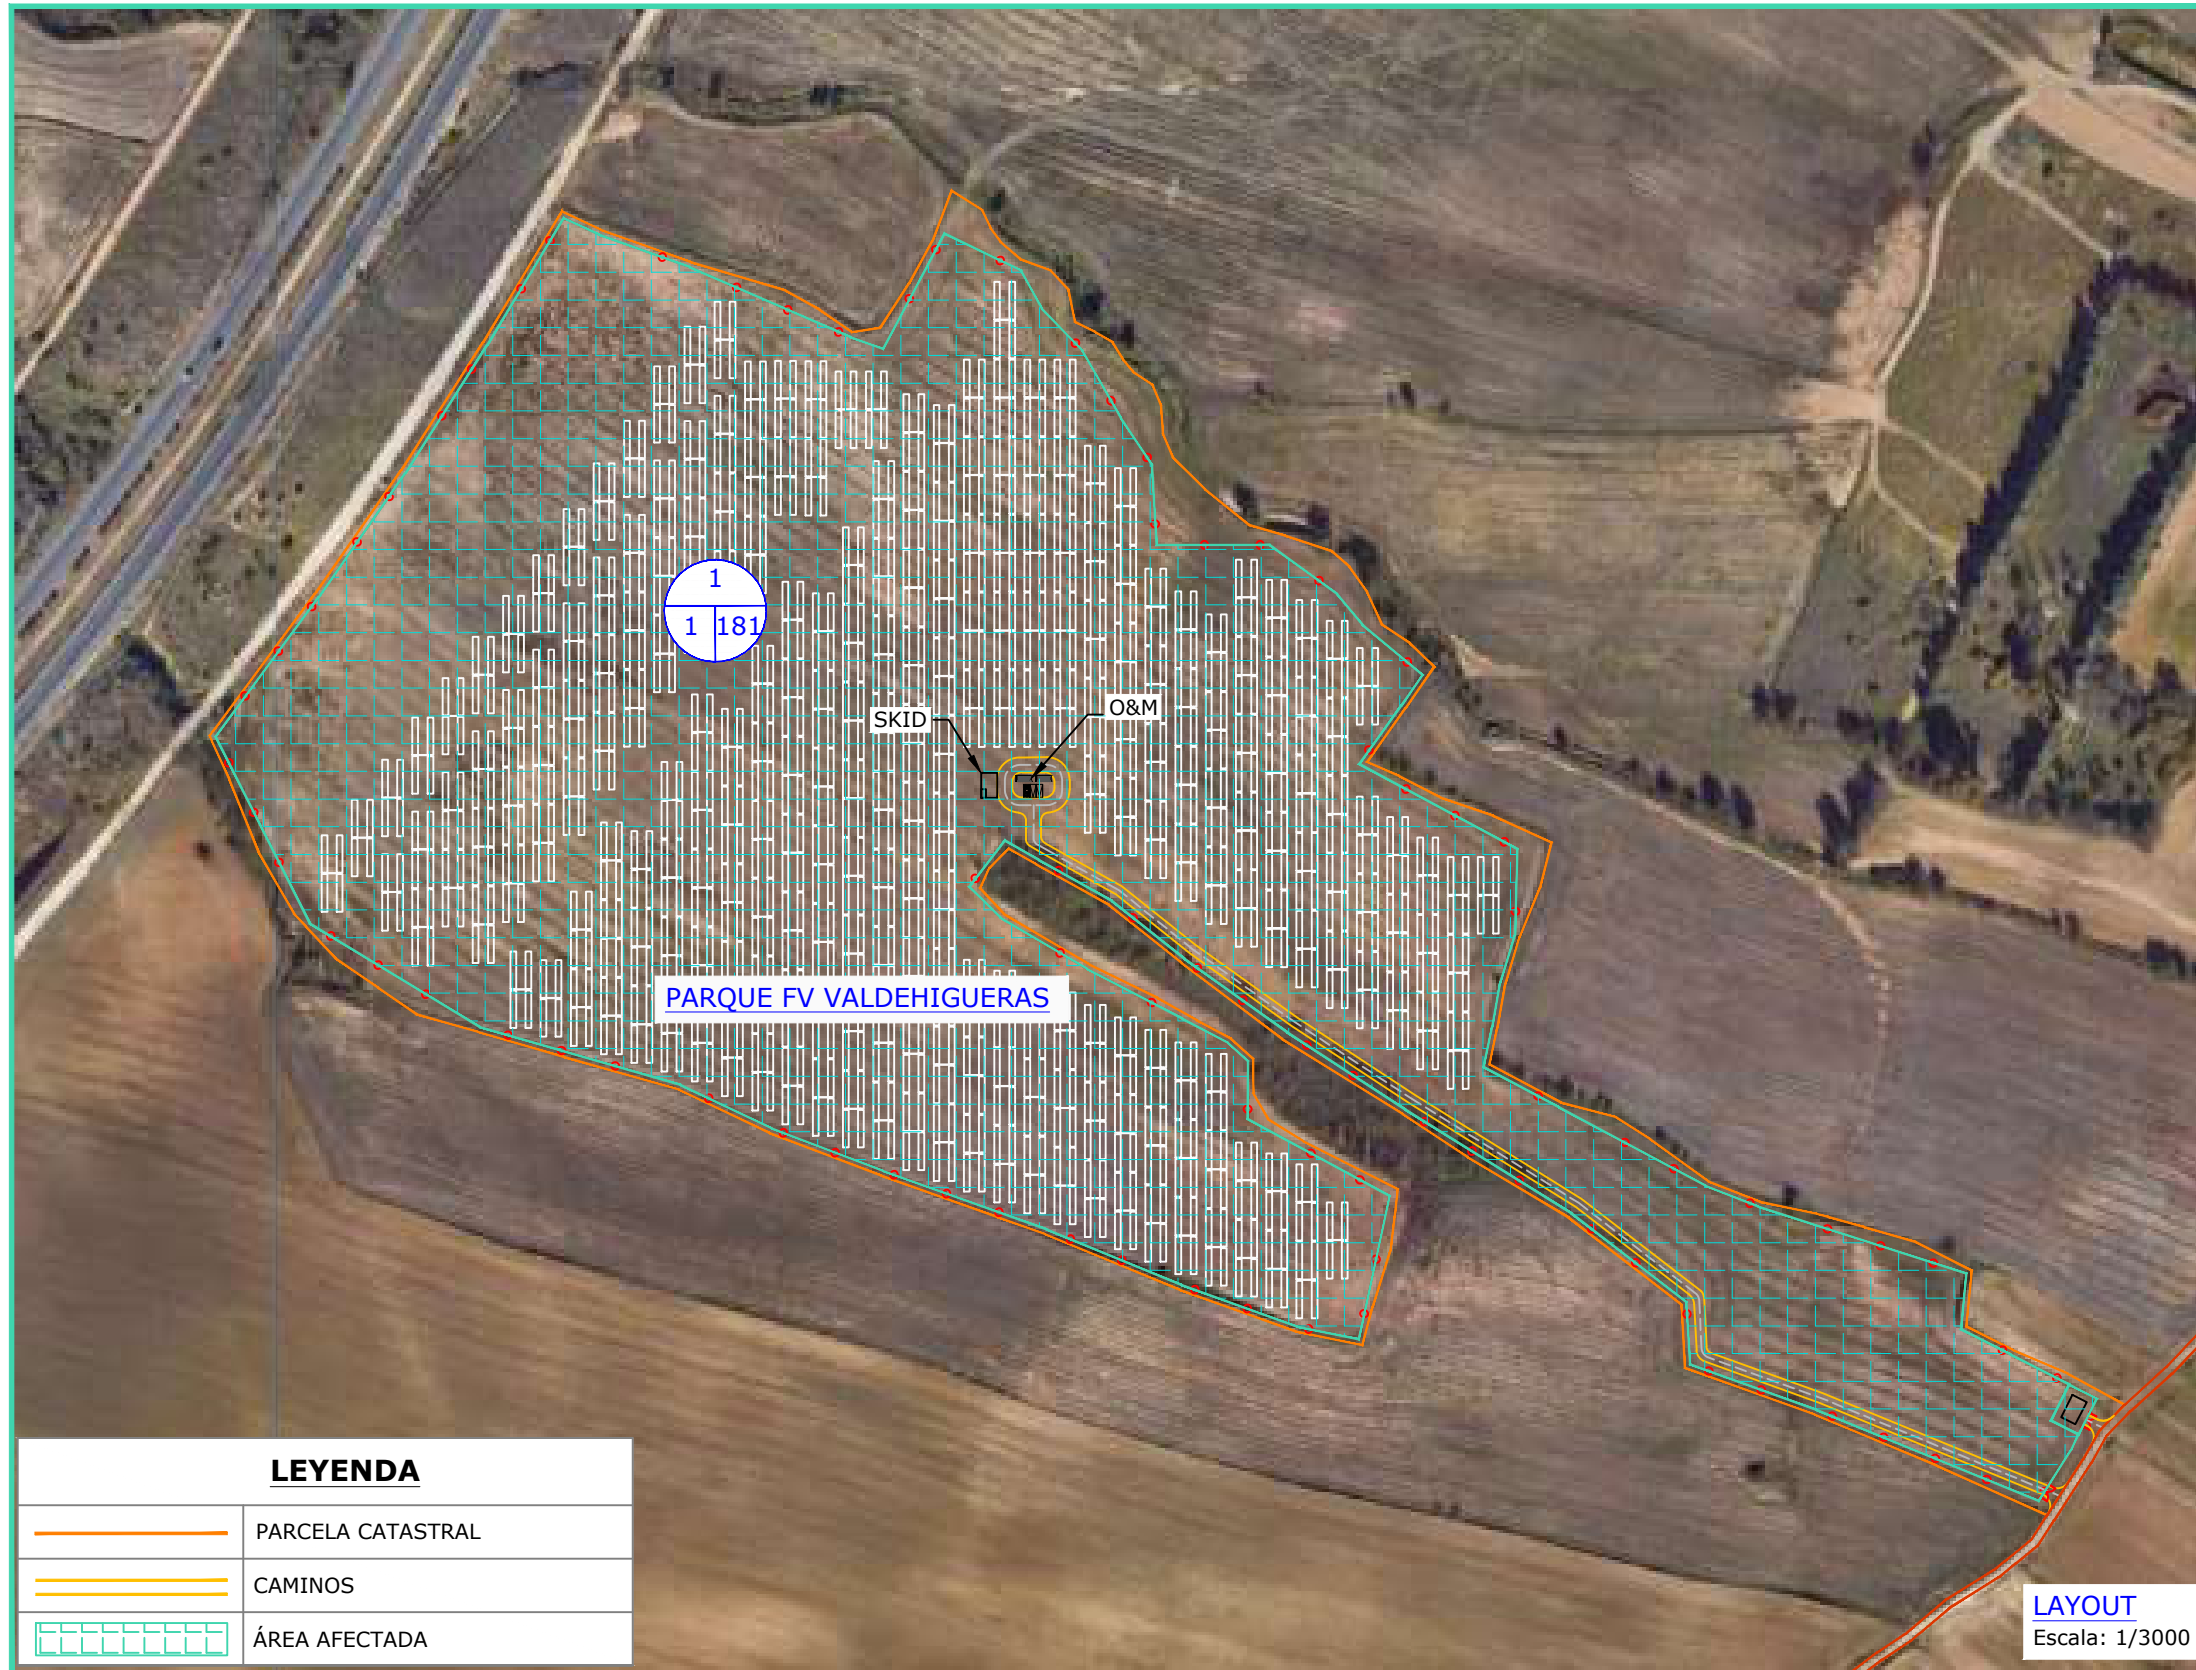 1
1 181
SKID
O&M
PARQUE FV VALDEHIGUERAS
LEYENDA
PARCELA CATASTRAL
CAMINOS
ÁREA AFECTADA
LAYOUT
Escala: 1/3000